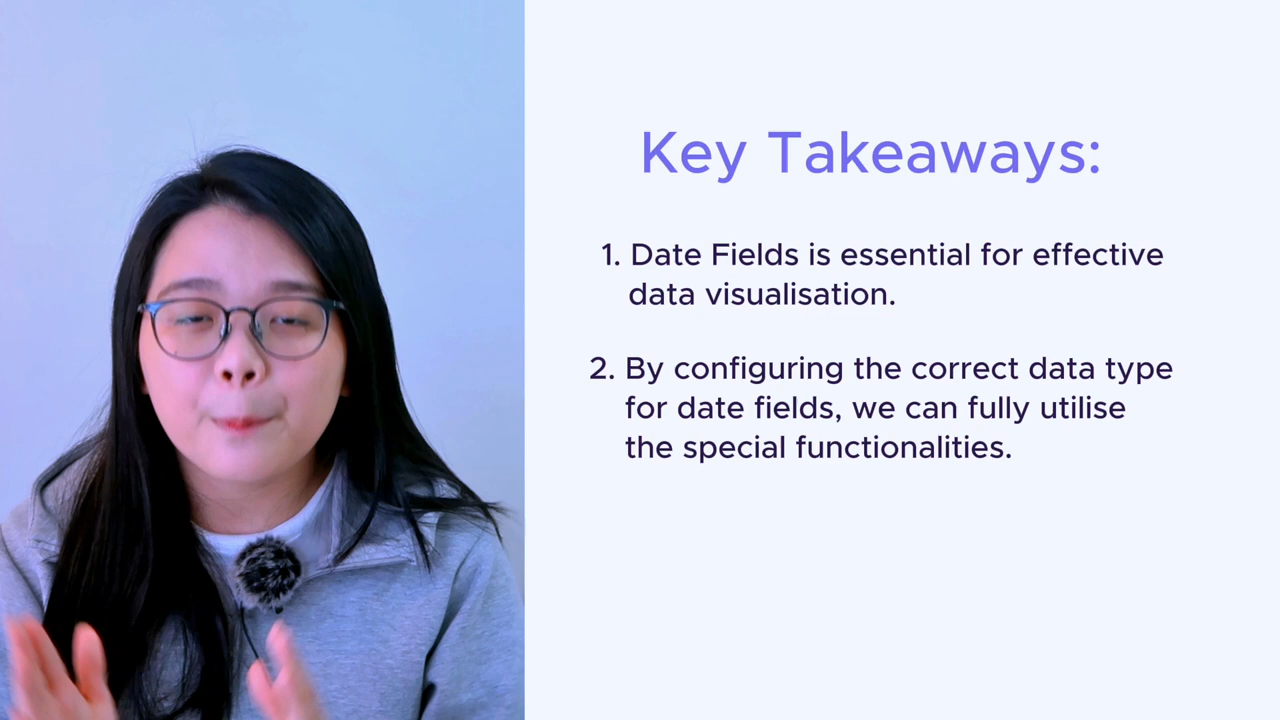 Key Takeaways:
1. Date Fields is essential for effective
data visualisation.
2. By configuring the correct data type
for date fields, we can fully utilise
the special functionalities.